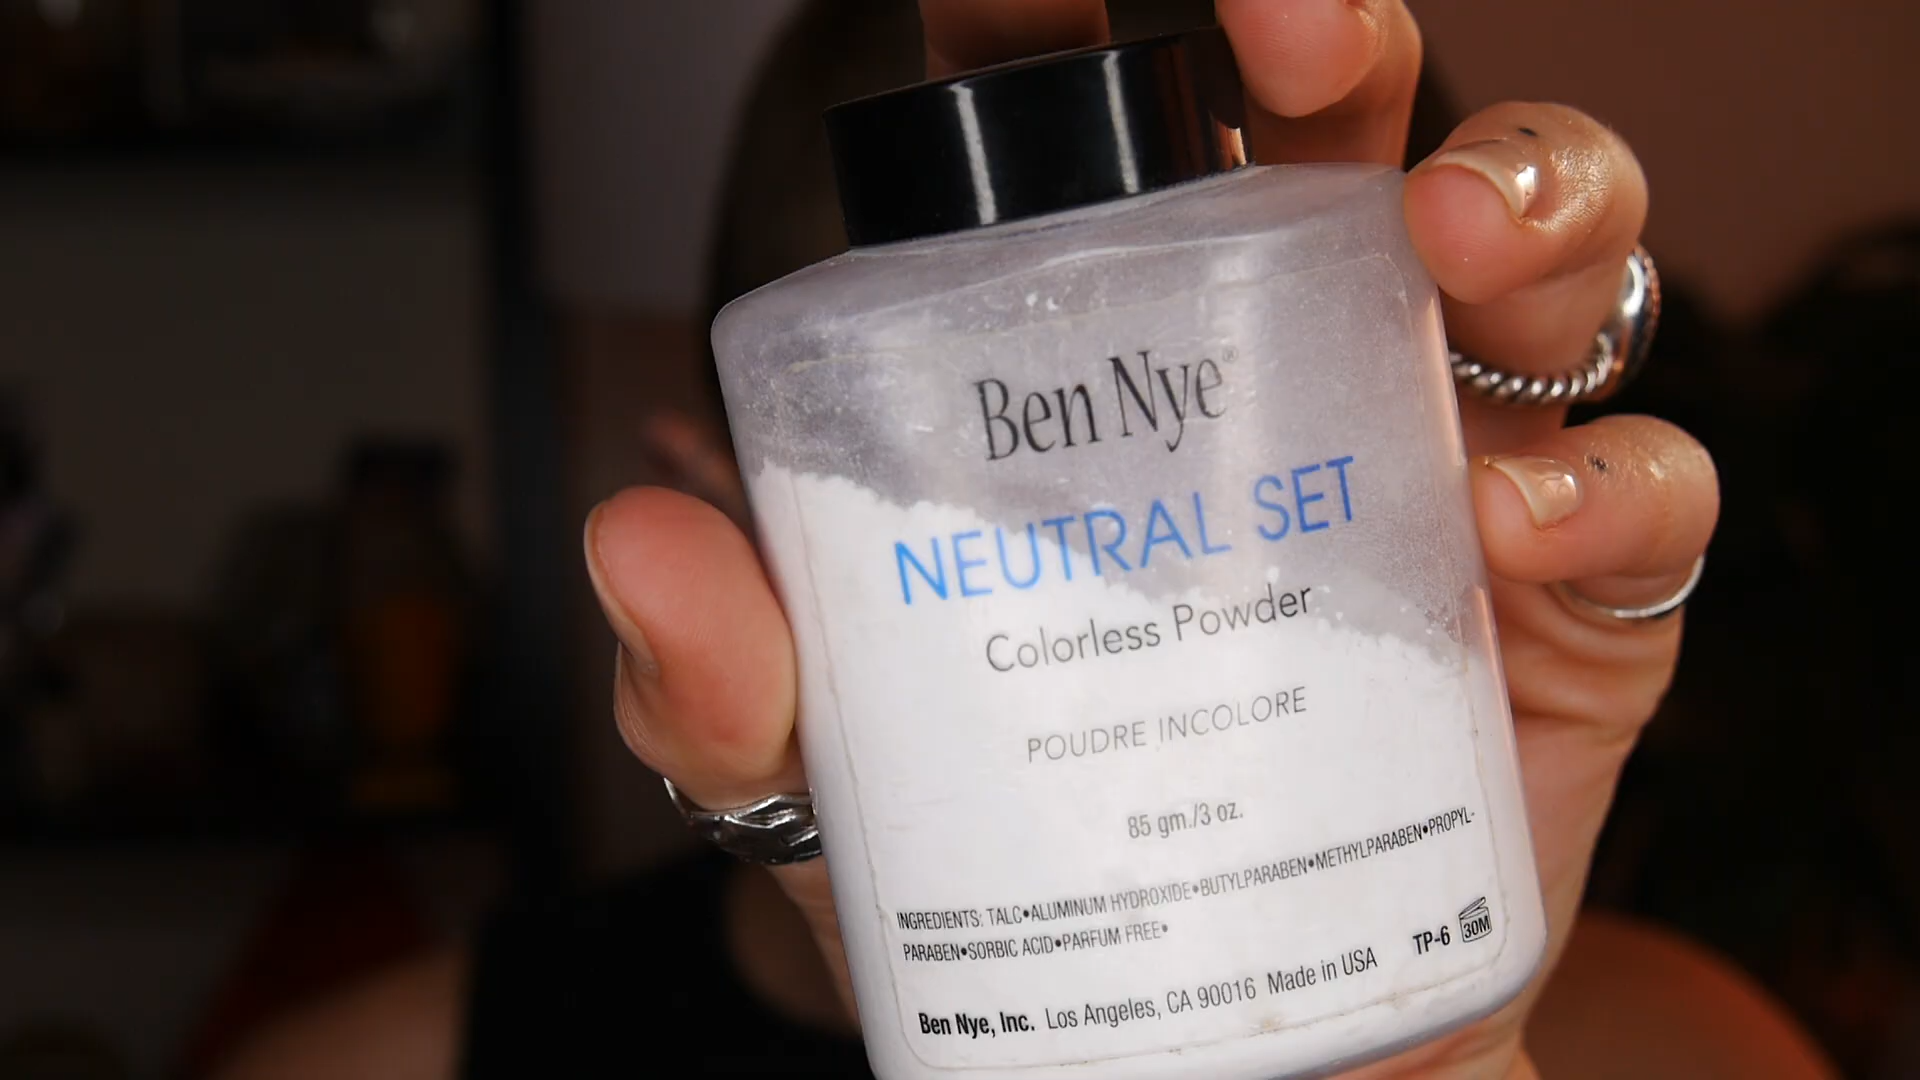 Ben Nye®
NEUTRAL SET
Colorless Powder
POUDRE INCOLORE
85 gm./3 oz.
INGREDIENTS: TALC•ALUMINUM HYDROXIDE•BUTYLPARABEN•METHYLPARABEN•PROPYL-
PARABEN•SORBIC ACID•PARFUM FREE•
TP-6 30M
Ben Nye, Inc. Los Angeles, CA 90016 Made in USA